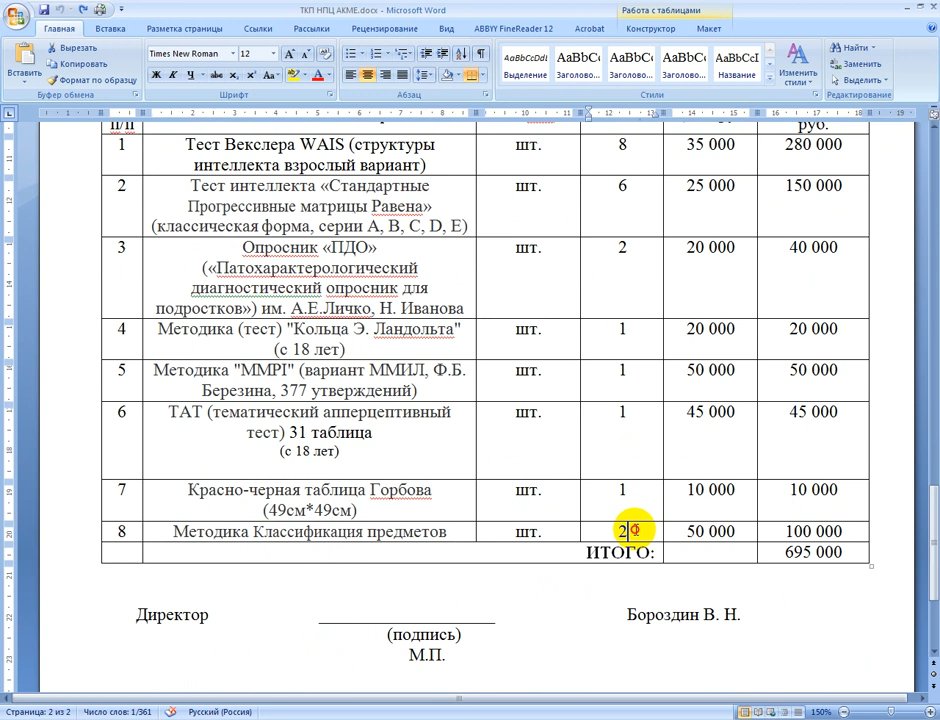 ТКП НПЦ АКМЕ.docx - Microsoft Word
Работа с таблицами
Главная Вставка Разметка страницы Ссылки Рассылки Рецензирование Вид ABBYY FineReader 12 Acrobat Конструктор Макет
Вставить
Вырезать
Копировать
Формат по образцу
Буфер обмена
Times New Roman 12
Ж К Ч abc x₂ x² Aa
Шрифт
Абзац
AaBbCcDdI AaBbC AaBbC AaBbC AaBbCcI
Выделение Заголово... Заголово... Заголово... Название
Изменить стили
Стили
Найти
Заменить
Выделить
Редактирование
п/п руб.
1 Тест Векслера WAIS (структуры интеллекта взрослый вариант) шт. 8 35 000 280 000
2 Тест интеллекта «Стандартные Прогрессивные матрицы Равена» (классическая форма, серии A, B, C, D, E) шт. 6 25 000 150 000
3 Опросник «ПДО» («Патохарактерологический диагностический опросник для подростков») им. А.Е.Личко, Н. Иванова шт. 2 20 000 40 000
4 Методика (тест) "Кольца Э. Ландольта" (с 18 лет) шт. 1 20 000 20 000
5 Методика "MMPI" (вариант ММИЛ, Ф.Б. Березина, 377 утверждений) шт. 1 50 000 50 000
6 ТАТ (тематический апперцептивный тест) 31 таблица (с 18 лет) шт. 1 45 000 45 000
7 Красно-черная таблица Горбова (49см*49см) шт. 1 10 000 10 000
8 Методика Классификация предметов шт. 2 50 000 100 000
ИТОГО: 695 000
Директор Бороздин В. Н.
(подпись)
М.П.
Страница: 2 из 2 Число слов: 1/361 Русский (Россия) 150%